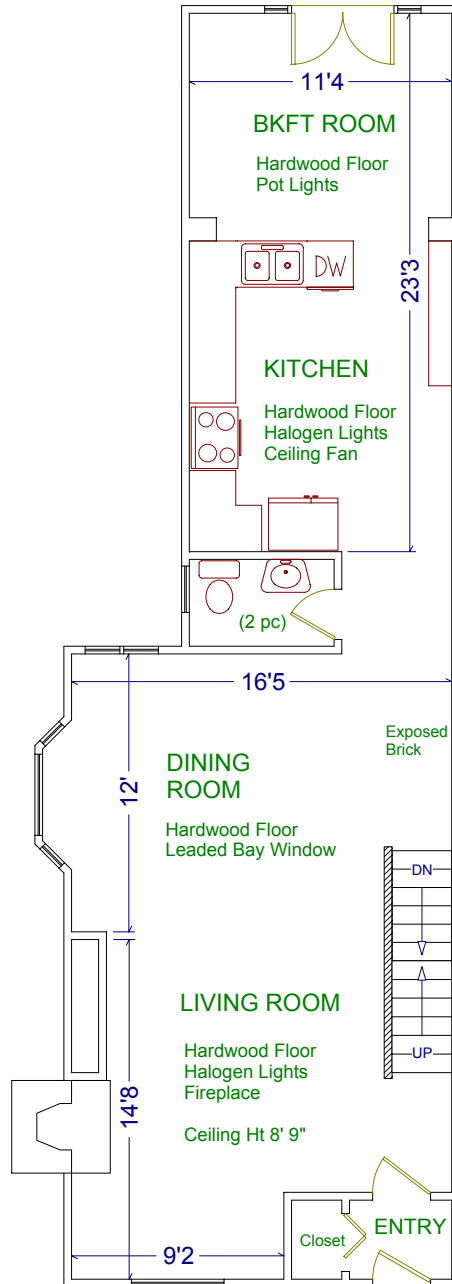 11'4
BKFT ROOM
Hardwood Floor
Pot Lights
23'3
DW
KITCHEN
Hardwood Floor
Halogen Lights
Ceiling Fan
(2 pc)
16'5
Exposed
Brick
12'
DINING
ROOM
Hardwood Floor
Leaded Bay Window
DN
LIVING ROOM
Hardwood Floor
Halogen Lights
Fireplace
Ceiling Ht 8' 9"
UP
14'8
Closet
ENTRY
9'2